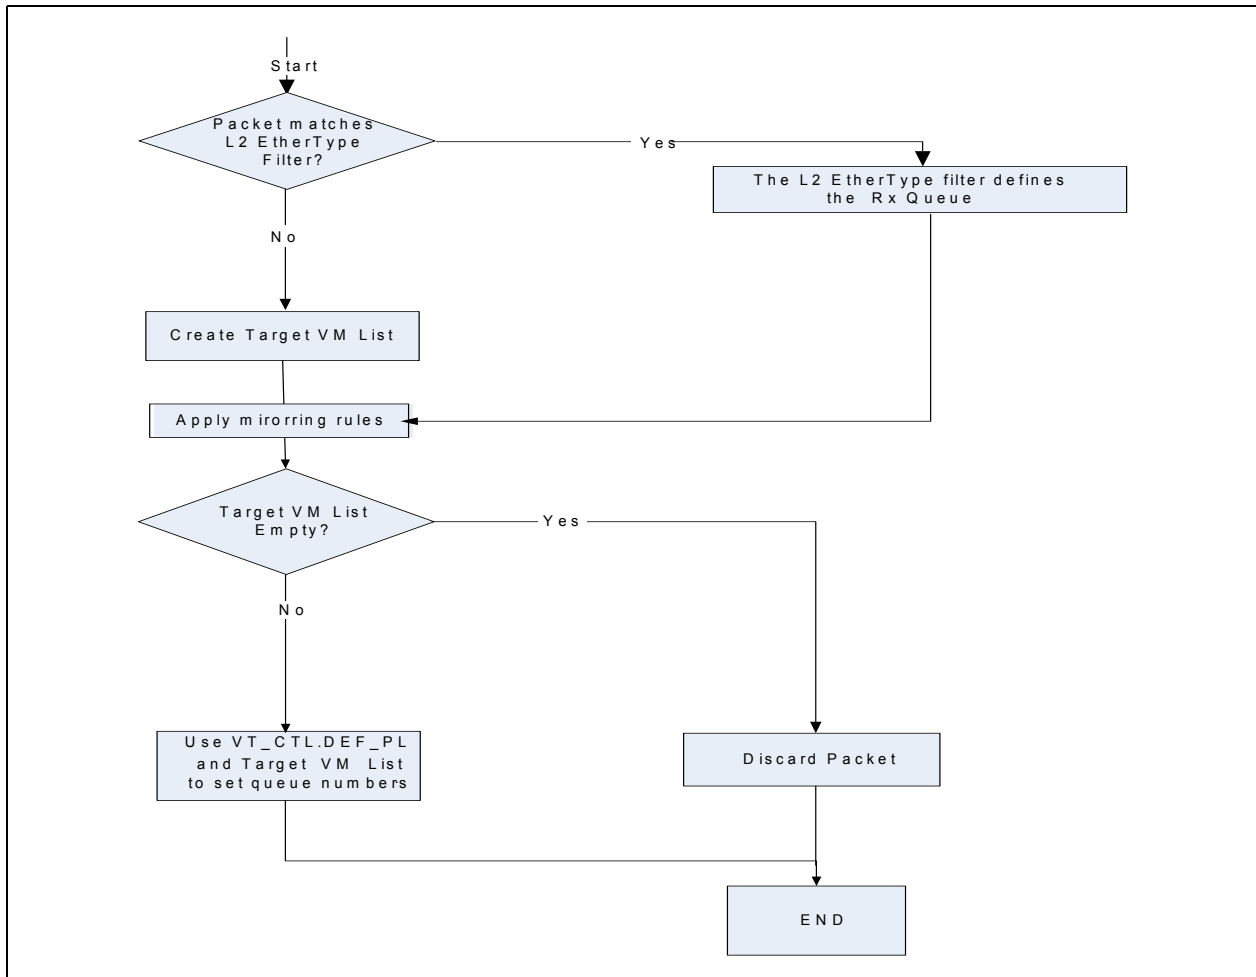 Start
Packet matches
L2 EtherType
Filter?
Yes
The L2 EtherType filter defines
the Rx Queue
No
Create Target VM List
Apply mirorring rules
Target VM List
Empty?
Yes
No
Use VT_CTL.DEF_PL
and Target VM List
to set queue numbers
Discard Packet
END